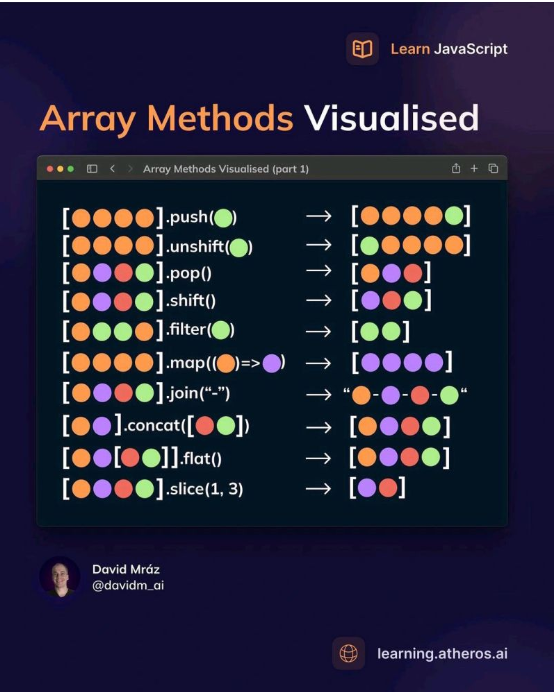 Learn JavaScript
Array Methods Visualised
Array Methods Visualised (part 1)
[ ].push( ) → [ ]
[ ].unshift( ) → [ ]
[ ].pop() → [ ]
[ ].shift() → [ ]
[ ].filter( ) → [ ]
[ ].map(( )=> ) → [ ]
[ ].join(“-”) → “ - - - “
[ ].concat([ ]) → [ ]
[ [ ]].flat() → [ ]
[ ].slice(1, 3) → [ ]
David Mráz
@davidm_ai
learning.atheros.ai